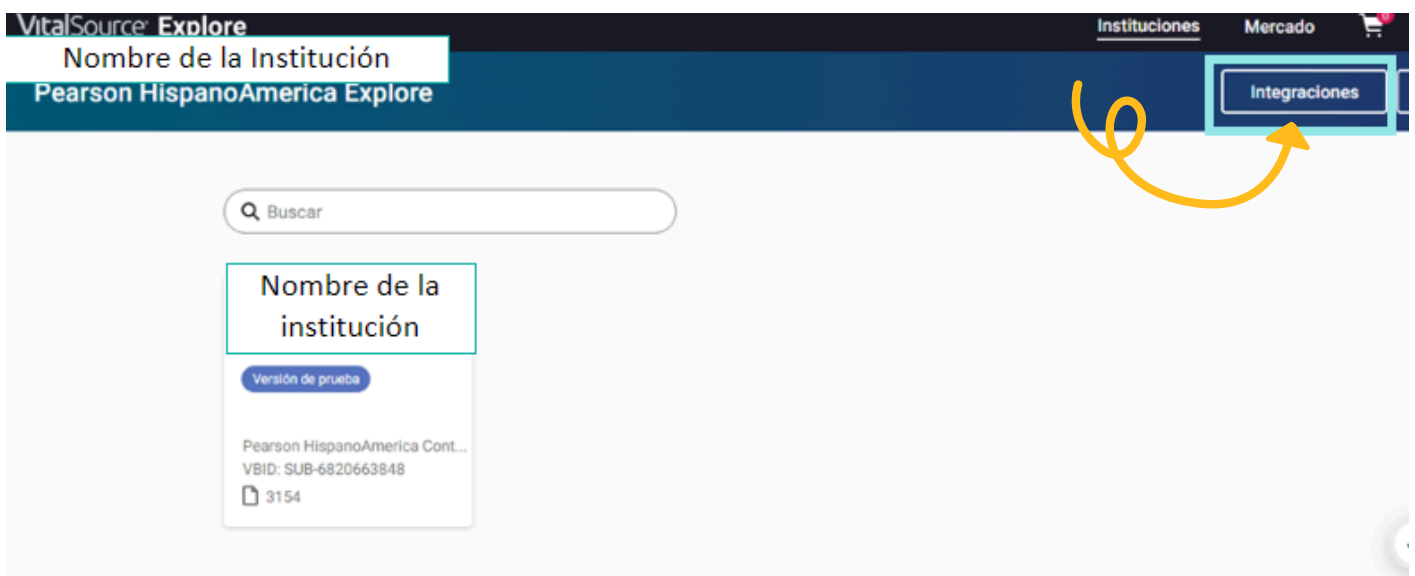 VitalSource Explore
Instituciones
Mercado
0
Nombre de la Institución
Pearson HispanoAmerica Explore
Integraciones
Buscar
Nombre de la
institución
Versión de prueba
Pearson HispanoAmerica Cont...
VBID: SUB-6820663848
3154